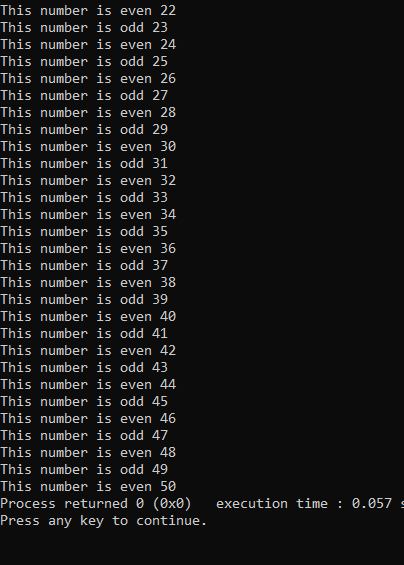 This number is even 22
This number is odd 23
This number is even 24
This number is odd 25
This number is even 26
This number is odd 27
This number is even 28
This number is odd 29
This number is even 30
This number is odd 31
This number is even 32
This number is odd 33
This number is even 34
This number is odd 35
This number is even 36
This number is odd 37
This number is even 38
This number is odd 39
This number is even 40
This number is odd 41
This number is even 42
This number is odd 43
This number is even 44
This number is odd 45
This number is even 46
This number is odd 47
This number is even 48
This number is odd 49
This number is even 50
Process returned 0 (0x0)   execution time : 0.057 s
Press any key to continue.